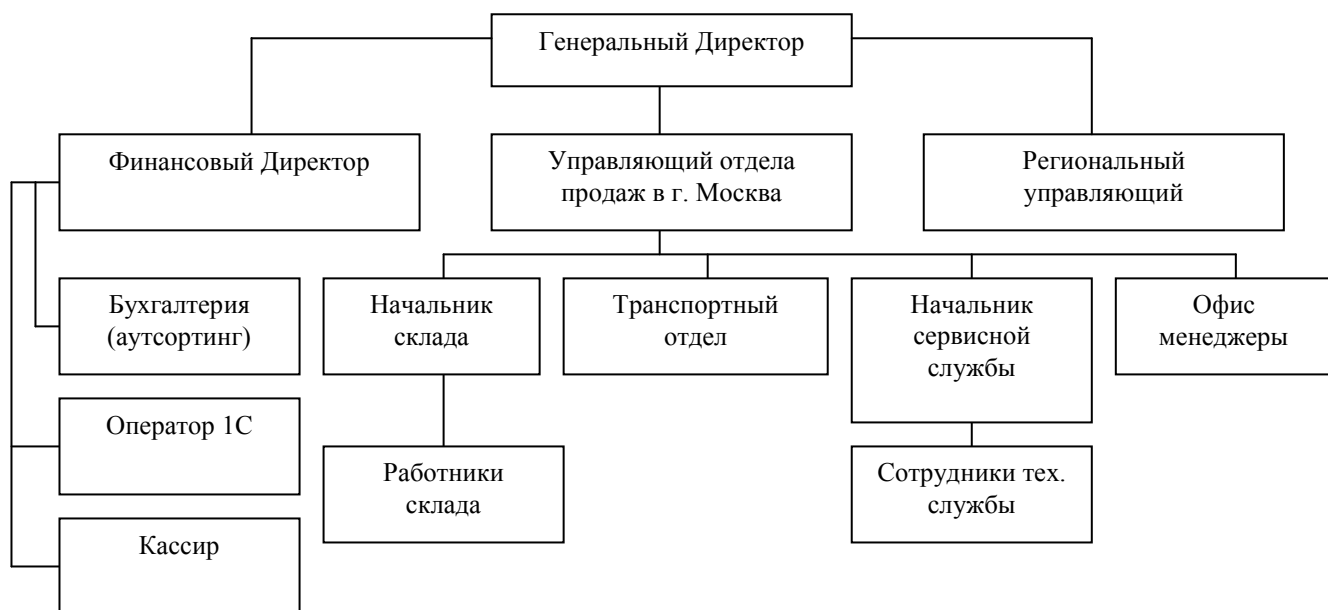 Генеральный Директор
Финансовый Директор
Управляющий отдела
продаж в г. Москва
Региональный
управляющий
Бухгалтерия
(аутсортинг)
Начальник
склада
Транспортный
отдел
Начальник
сервисной
службы
Офис
менеджеры
Оператор 1С
Работники
склада
Сотрудники тех.
службы
Кассир